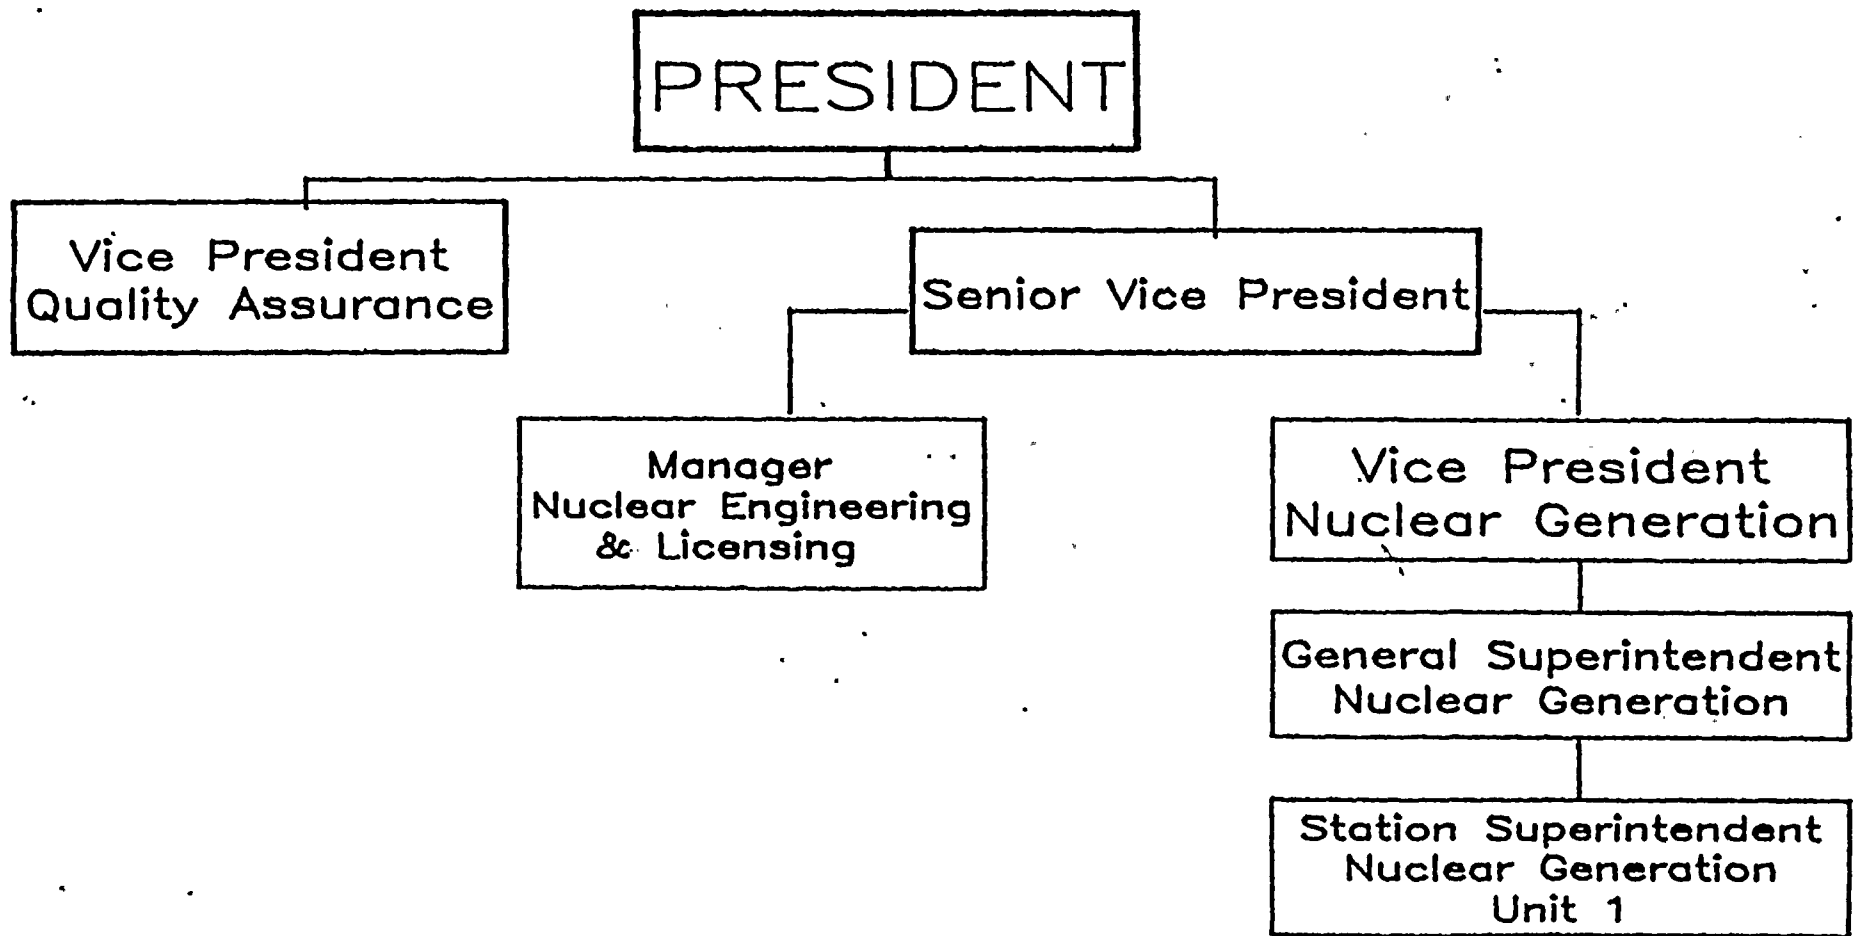 PRESIDENT
Vice President
Quality Assurance
Senior Vice President
Manager
Nuclear Engineering
& Licensing
Vice President
Nuclear Generation
General Superintendent
Nuclear Generation
Station Superintendent
Nuclear Generation
Unit 1